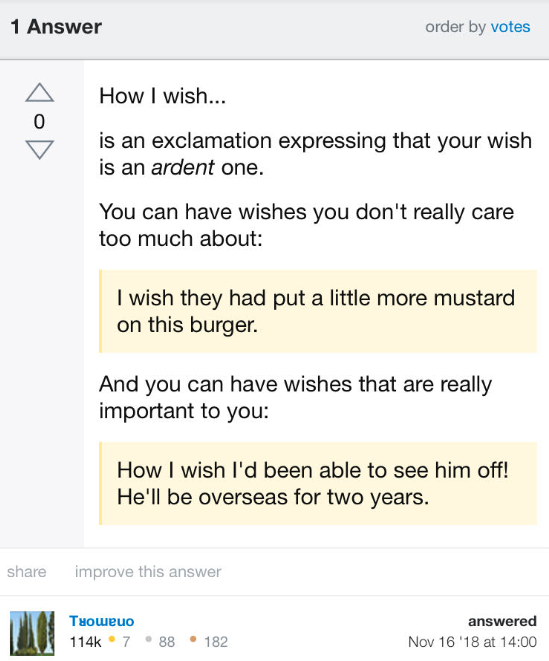 1 Answer
order by votes
How I wish...
0
is an exclamation expressing that your wish
is an ardent one.
You can have wishes you don't really care
too much about:
I wish they had put a little more mustard
on this burger.
And you can have wishes that are really
important to you:
How I wish I'd been able to see him off!
He'll be overseas for two years.
share improve this answer
Tʀoɯɐuo
answered
114k 7 88 182
Nov 16 '18 at 14:00